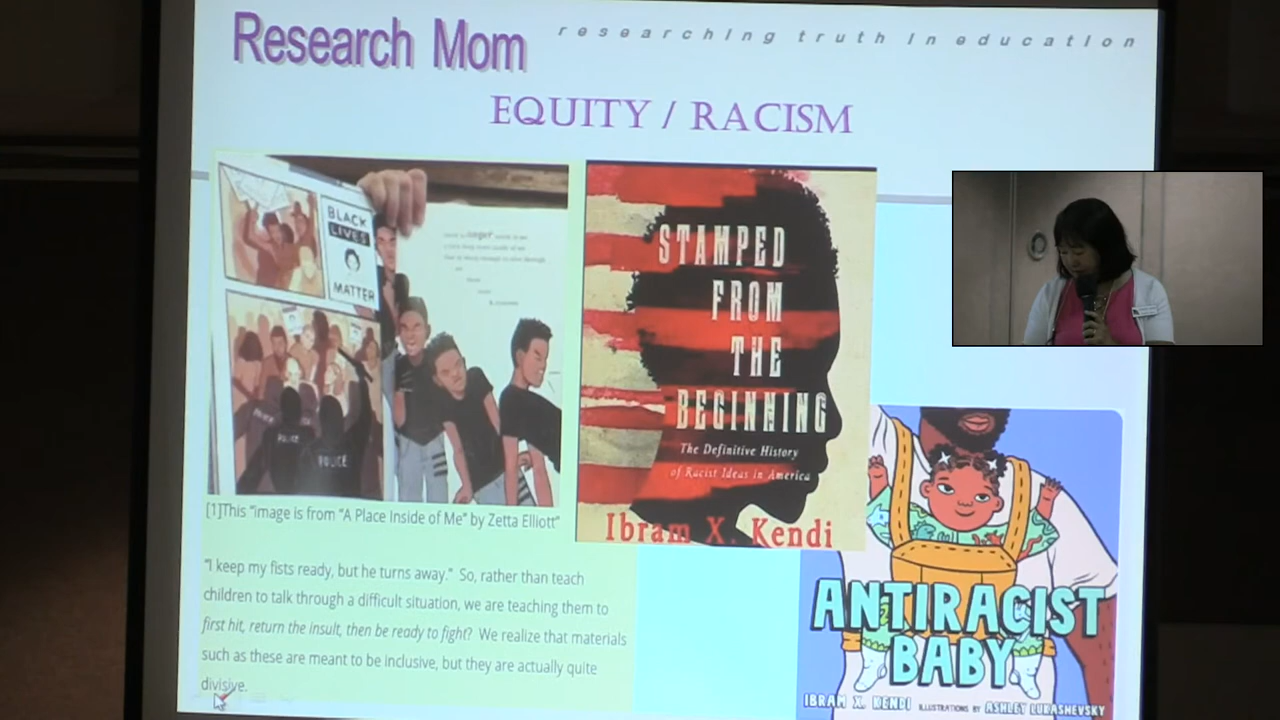 Research Mom
researching truth in education
EQUITY / RACISM
BLACK
LIVES
MATTER
POLICE
POLICE
anger
[1]This "image is from "A Place Inside of Me" by Zetta Elliott"
"I keep my fists ready, but he turns away." So, rather than teach
children to talk through a difficult situation, we are teaching them to
first hit, return the insult, then be ready to fight? We realize that materials
such as these are meant to be inclusive, but they are actually quite
divisive.
STAMPED
FROM
THE
BEGINNING
The Definitive History
of Racist Ideas in America
Ibram X. Kendi
ANTIRACIST
BABY
IBRAM X. KENDI ILLUSTRATIONS BY ASHLEY LUKASHEVSKY